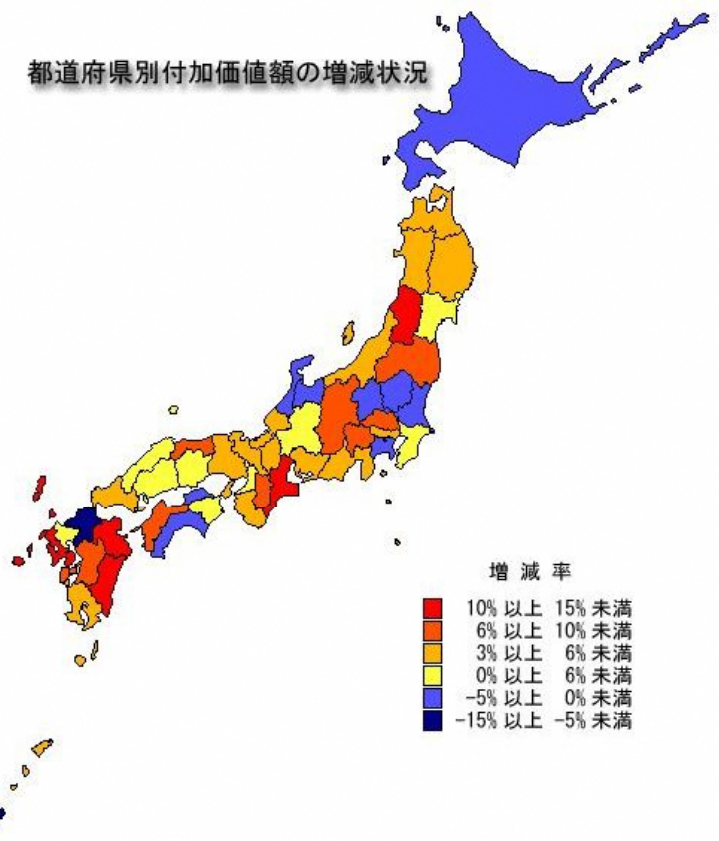 都道府県別付加価値額の増減状況
増 減 率
10% 以上 15% 未満
6% 以上 10% 未満
3% 以上 6% 未満
0% 以上 6% 未満
-5% 以上 0% 未満
-15% 以上 -5% 未満